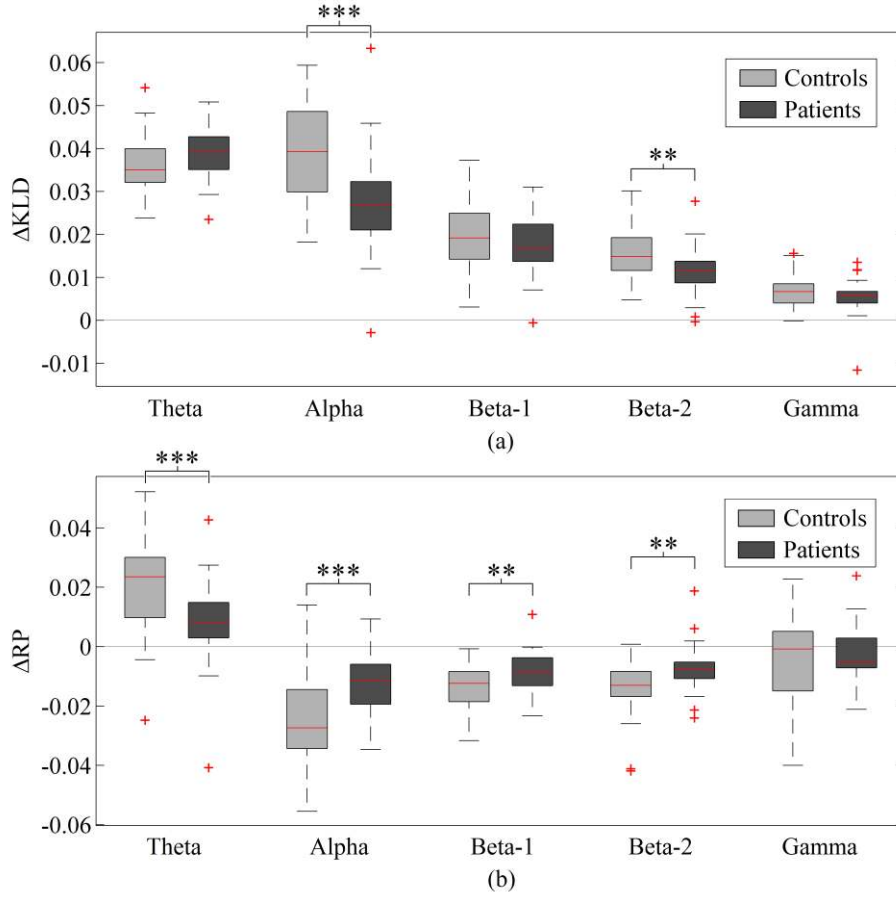 ***
0.06
Controls
0.05
Patients
0.04
**
0.03
ΔKLD
0.02
0.01
0
-0.01
Theta Alpha Beta-1 Beta-2 Gamma
(a)
***
Controls
0.04
Patients
*** ** **
0.02
0
ΔRP
-0.02
-0.04
-0.06
Theta Alpha Beta-1 Beta-2 Gamma
(b)